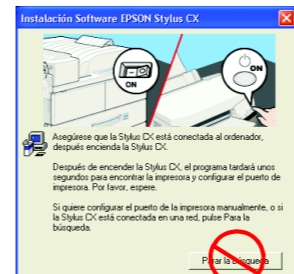 Instalación Software EPSON Stylus CX
ON
ON
Asegúrese que la Stylus CX está conectada al ordenador,
después encienda la Stylus CX.
Después de encender la Stylus CX, el programa tardará unos
segundos para encontrar la impresora y configurar el puerto de
impresora. Por favor, espere.
Si quiere configurar el puerto de la impresora manualmente, o si
la Stylus CX está conectada en una red, pulse Para la
búsqueda.
Parar la búsqueda